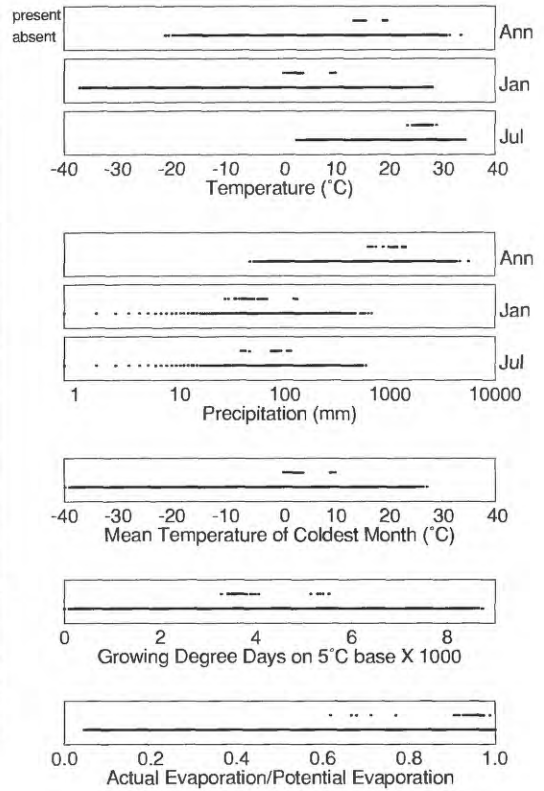 present
absent
Ann
Jan
Jul
-40 -30 -20 -10 0 10 20 30 40
Temperature (°C)
Ann
Jan
Jul
1 10 100 1000 10000
Precipitation (mm)
-40 -30 -20 -10 0 10 20 30 40
Mean Temperature of Coldest Month (°C)
0 2 4 6 8
Growing Degree Days on 5°C base X 1000
0.0 0.2 0.4 0.6 0.8 1.0
Actual Evaporation/Potential Evaporation